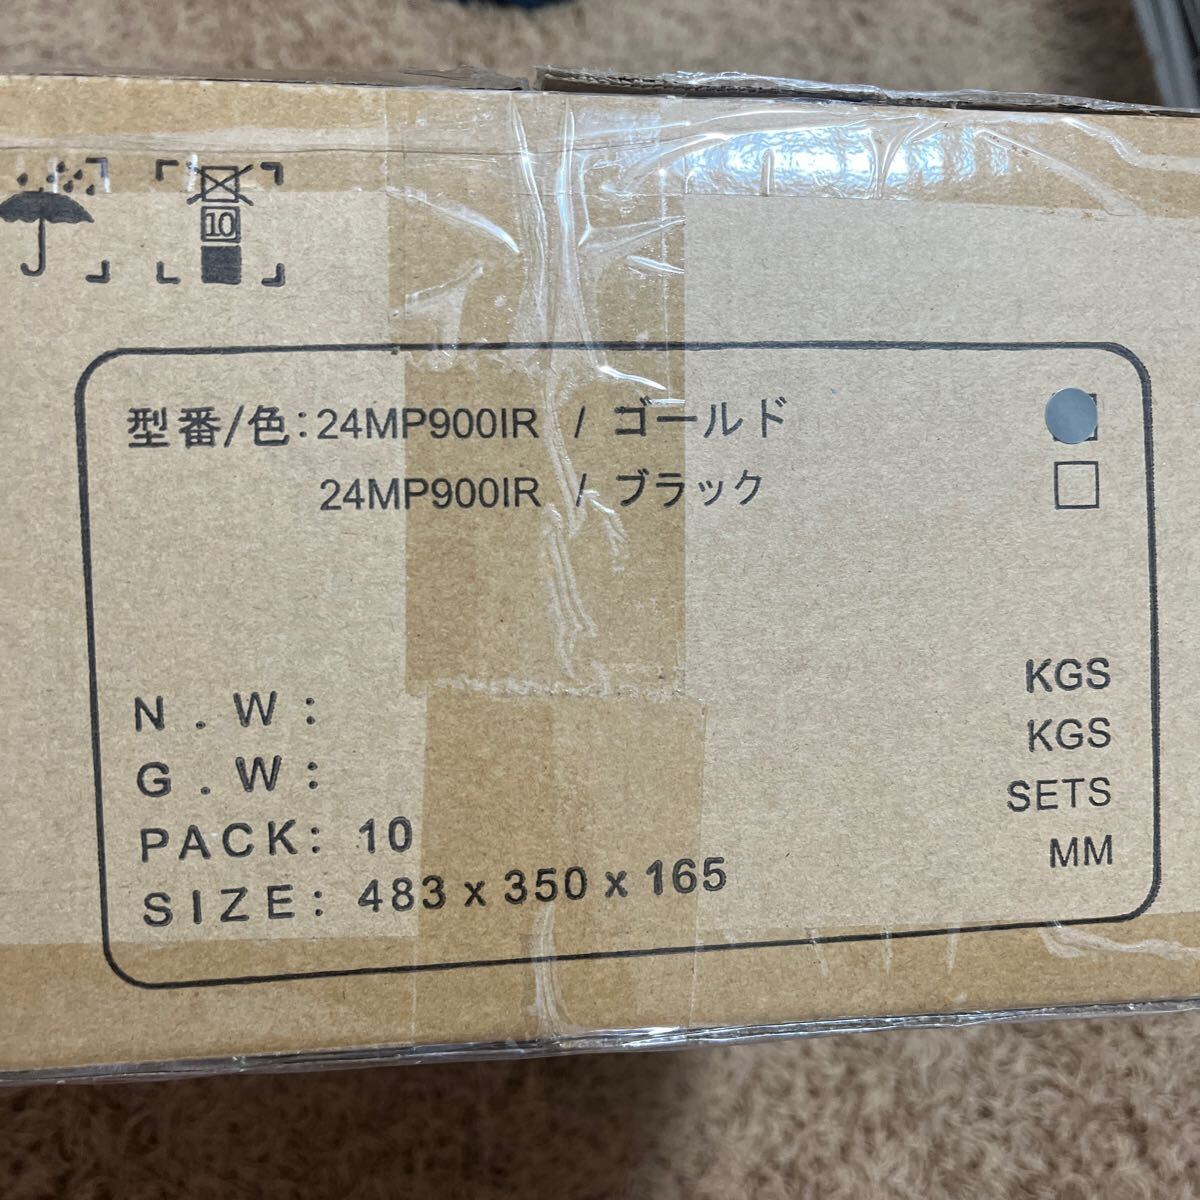 10
型番/色:24MP900IR / ゴールド
24MP900IR / ブラック
N.W: KGS
G.W: KGS
PACK: 10 SETS
SIZE: 483 x 350 x 165 MM